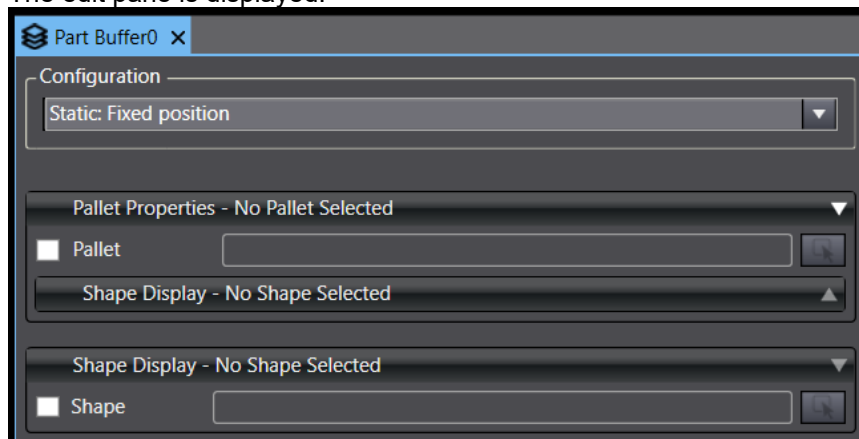 The edit pane is displayed.
Part Buffer0
Configuration
Static: Fixed position
Pallet Properties - No Pallet Selected
Pallet
Shape Display - No Shape Selected
Shape Display - No Shape Selected
Shape